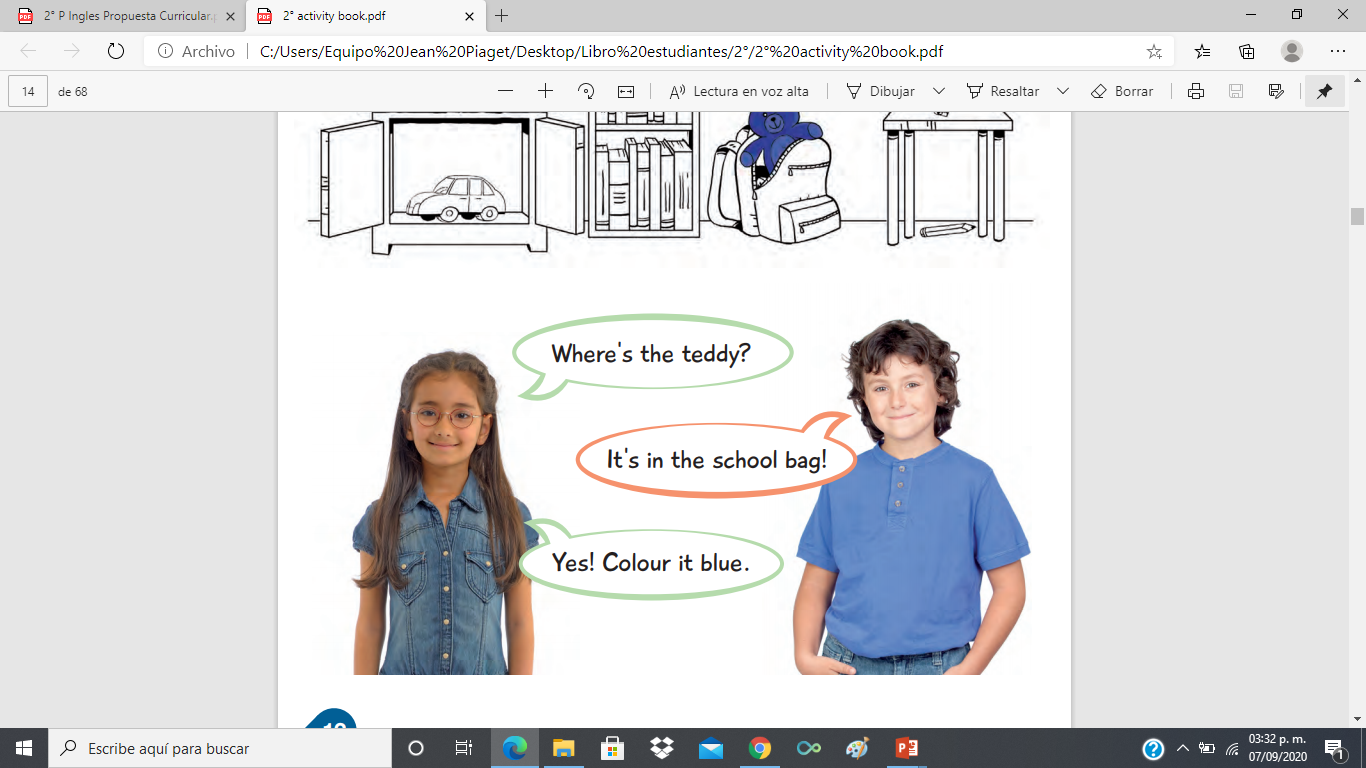 2° P Ingles Propuesta Curricular.p
2° activity book.pdf
Archivo
C:/Users/Equipo%20Jean%20Piaget/Desktop/Libro%20estudiantes/2°/2°%20activity%20book.pdf
14 de 68
Lectura en voz alta
Dibujar
Resaltar
Borrar
Where's the teddy?
It's in the school bag!
Yes! Colour it blue.
Escribe aquí para buscar
03:32 p. m.
07/09/2020
1